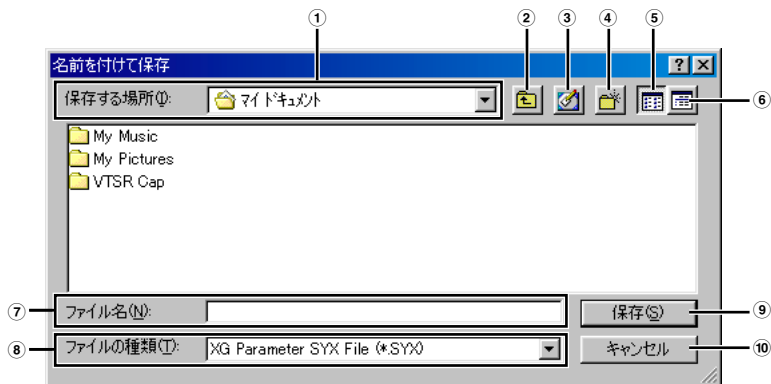 ① ② ③ ④ ⑤
名前を付けて保存
保存する場所(I): マイ ドキュメント
⑥
My Music
My Pictures
VTSR Cap
⑦ ファイル名(N): 保存(S) ⑨
⑧ ファイルの種類(T): XG Parameter SYX File (*.SYX) キャンセル ⑩